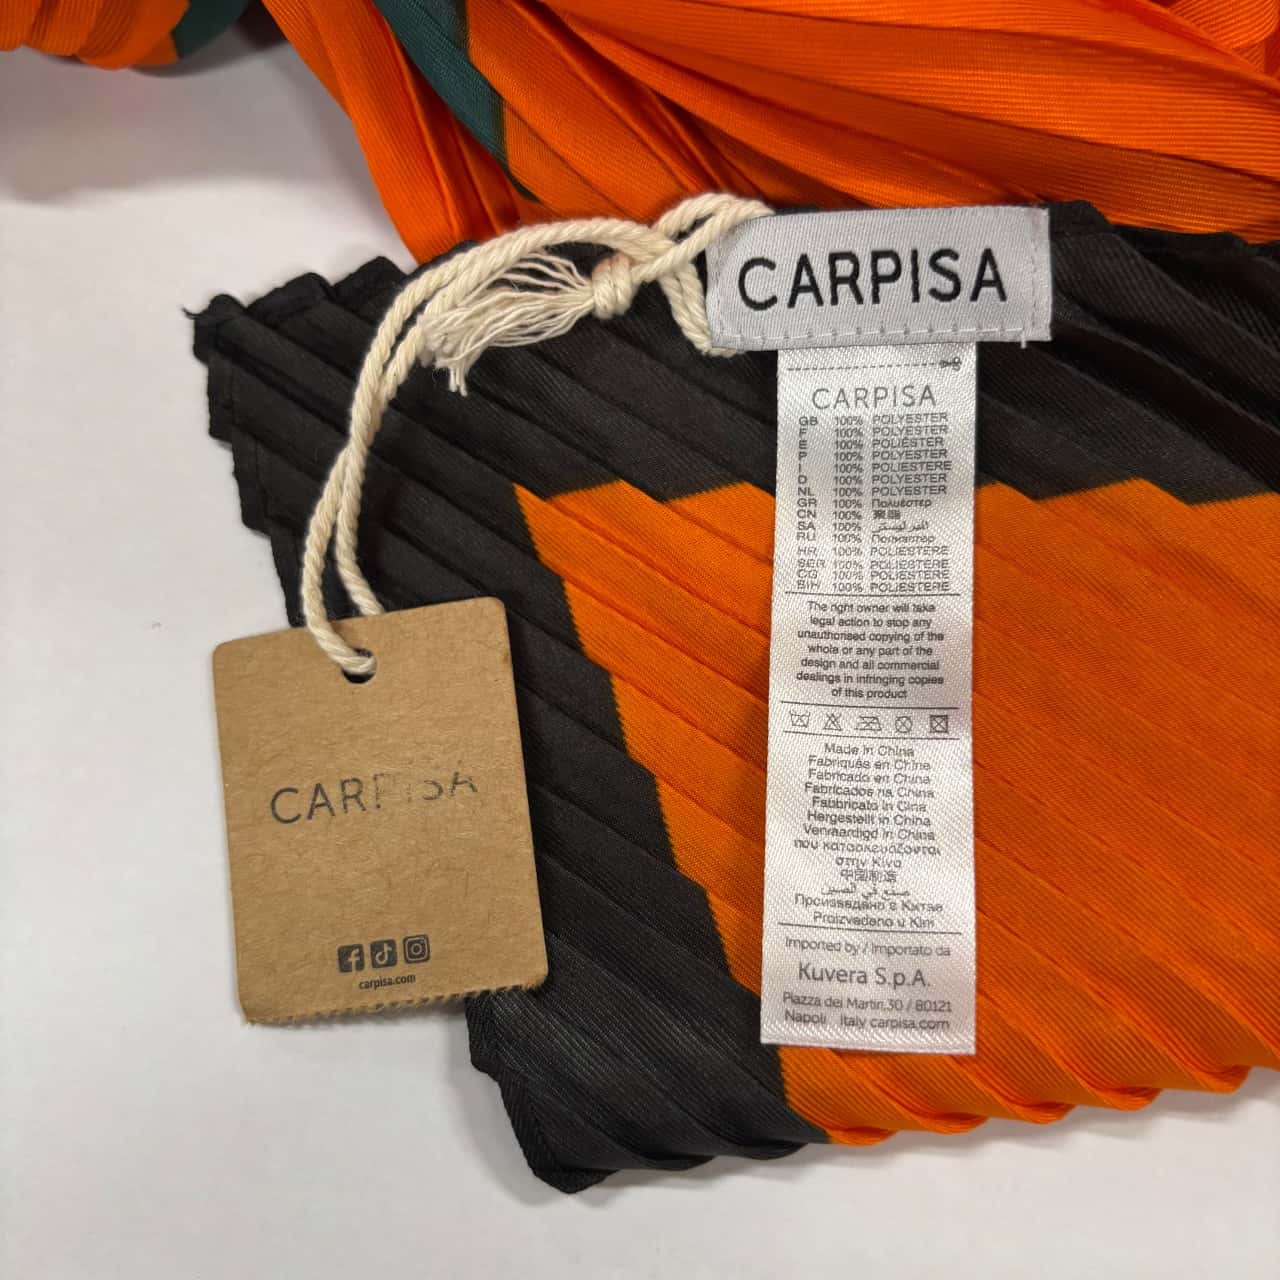 CARPISA
CARPISA
GB 100% POLYESTER
F 100% POLYESTER
E 100% POLIÉSTER
P 100% POLYESTER
I 100% POLIESTERE
D 100% POLYESTER
NL 100% POLYESTER
GR 100% Πολυέστερ
CN 100% 聚酯
SA 100%
RU 100% Полиэстер
HR 100% POLIESTERE
SER 100% POLIESTERE
CG 100% POLIESTERE
BIH 100% POLIESTERE
The right owner will take
legal action to stop any
unauthorised copying of the
whole or any part of the
design and all commercial
dealings in infringing copies
of this product
Made in China
Fabriqués en Chine
Fabricado en China
Fabricados na China
Fabbricato in Cina
Hergestellt in China
Vervaardigd in China
που κατασκευάζονται
στην Κίνα
中国制造
صنع في الصين
Произведено в Китае
Proizvedeno u Kini
Imported by / Importato da
Kuvera S.p.A.
Piazza dei Martiri,30 / 80121
Napoli Italy carpisa.com
CARPISA
carpisa.com